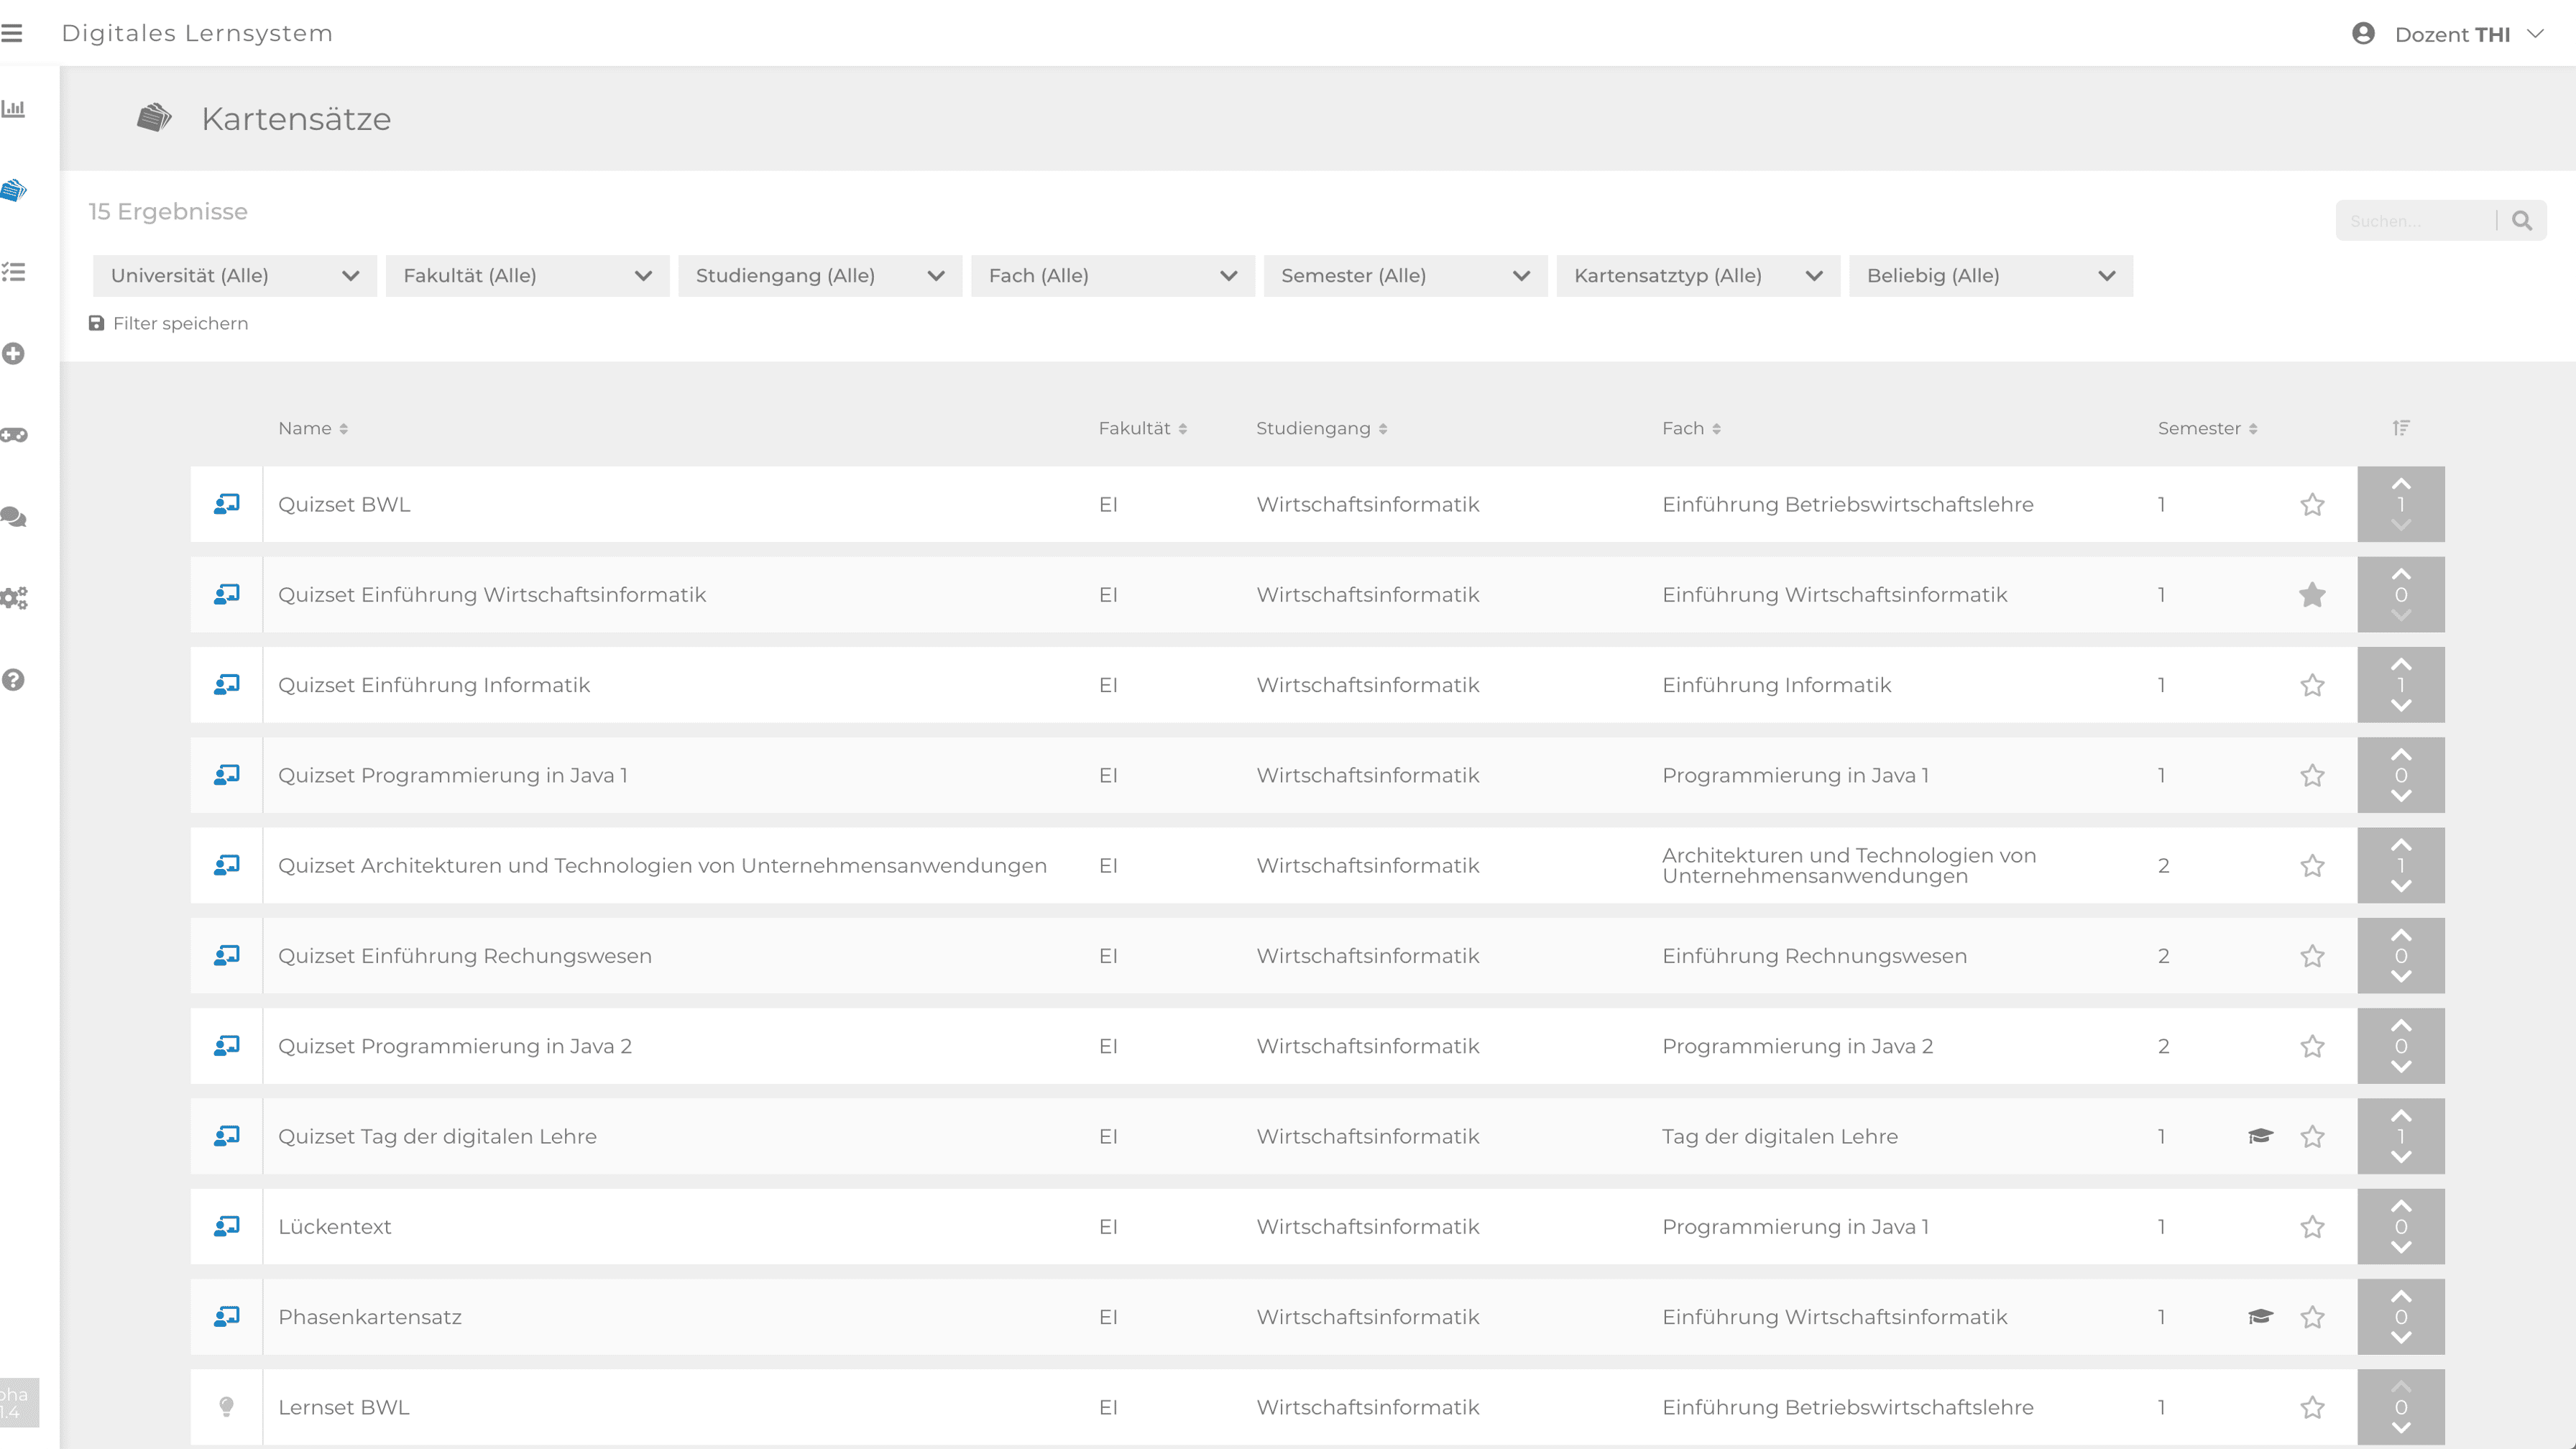 Digitales Lernsystem
Dozent THI
Kartensätze
15 Ergebnisse
Suchen...
Universität (Alle) Fakultät (Alle) Studiengang (Alle) Fach (Alle) Semester (Alle) Kartensatztyp (Alle) Beliebig (Alle)
Filter speichern
Name Fakultät Studiengang Fach Semester
Quizset BWL EI Wirtschaftsinformatik Einführung Betriebswirtschaftslehre 1 1
Quizset Einführung Wirtschaftsinformatik EI Wirtschaftsinformatik Einführung Wirtschaftsinformatik 1 0
Quizset Einführung Informatik EI Wirtschaftsinformatik Einführung Informatik 1 1
Quizset Programmierung in Java 1 EI Wirtschaftsinformatik Programmierung in Java 1 1 0
Quizset Architekturen und Technologien von Unternehmensanwendungen EI Wirtschaftsinformatik Architekturen und Technologien von
Unternehmensanwendungen 2 1
Quizset Einführung Rechungswesen EI Wirtschaftsinformatik Einführung Rechnungswesen 2 0
Quizset Programmierung in Java 2 EI Wirtschaftsinformatik Programmierung in Java 2 2 0
Quizset Tag der digitalen Lehre EI Wirtschaftsinformatik Tag der digitalen Lehre 1 1
Lückentext EI Wirtschaftsinformatik Programmierung in Java 1 1 0
Phasenkartensatz EI Wirtschaftsinformatik Einführung Wirtschaftsinformatik 1 0
Lernset BWL EI Wirtschaftsinformatik Einführung Betriebswirtschaftslehre 1 0